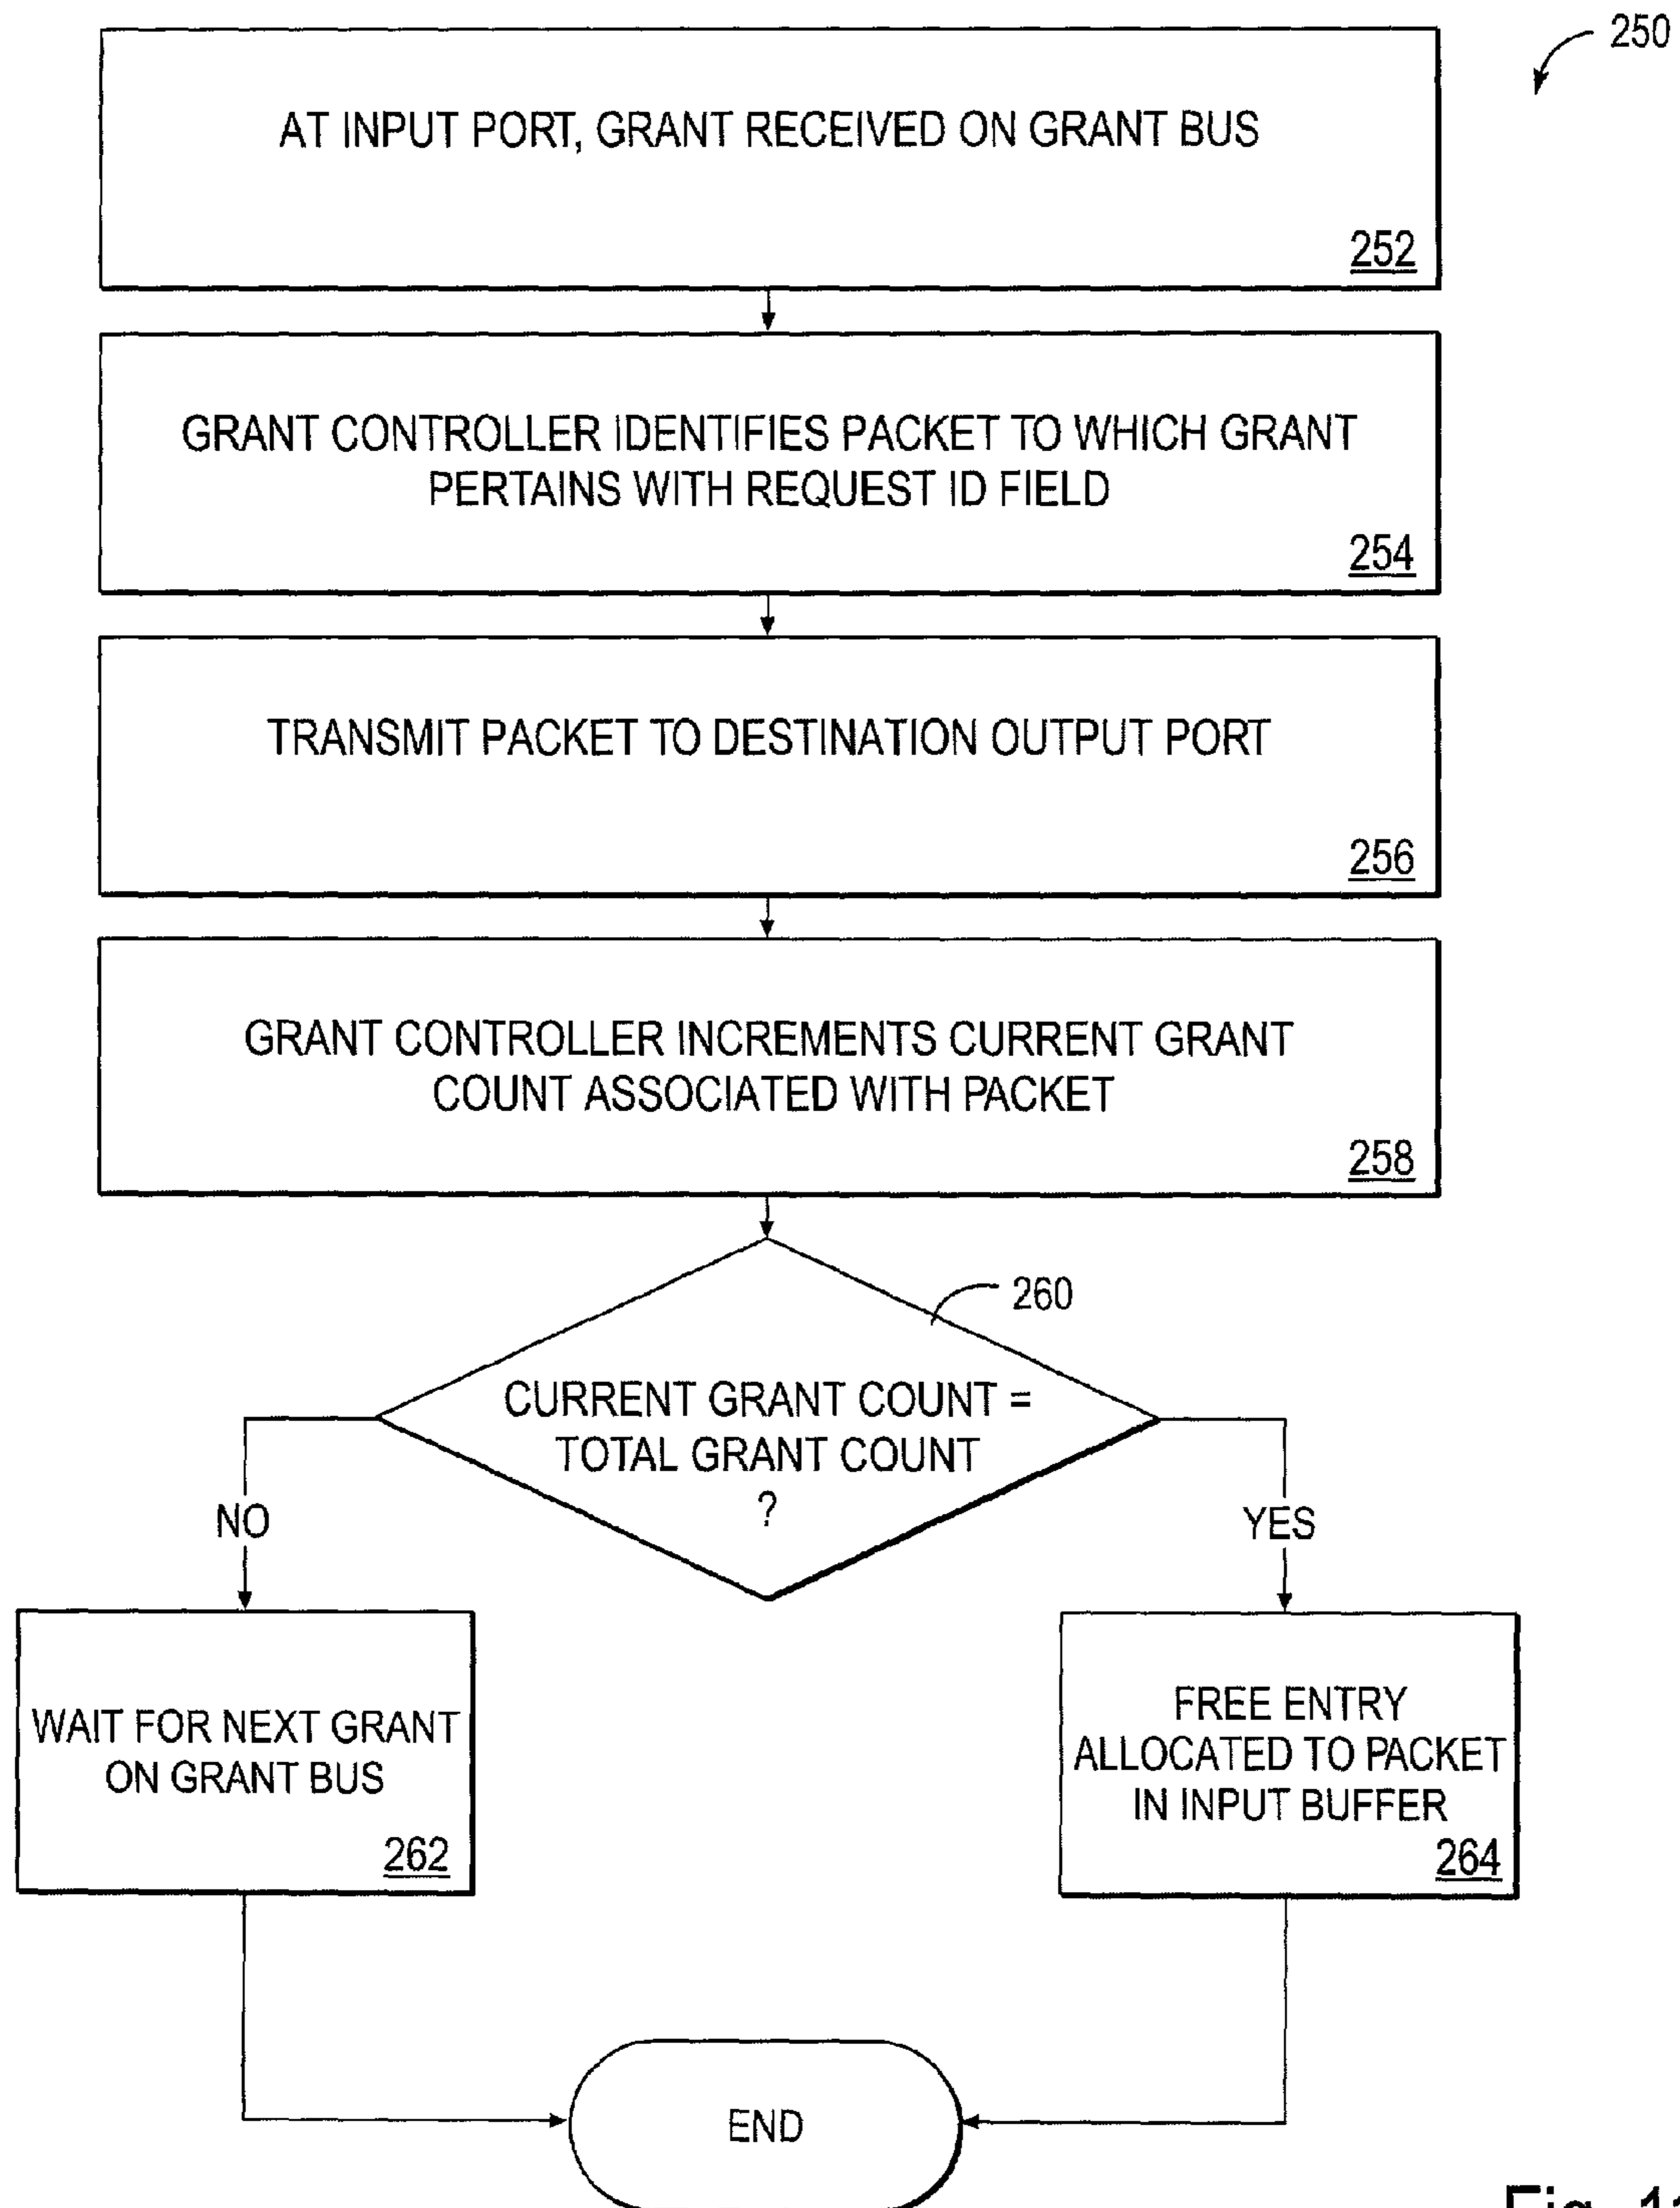 250
AT INPUT PORT, GRANT RECEIVED ON GRANT BUS
252
GRANT CONTROLLER IDENTIFIES PACKET TO WHICH GRANT
PERTAINS WITH REQUEST ID FIELD
254
TRANSMIT PACKET TO DESTINATION OUTPUT PORT
256
GRANT CONTROLLER INCREMENTS CURRENT GRANT
COUNT ASSOCIATED WITH PACKET
258
260
CURRENT GRANT COUNT =
TOTAL GRANT COUNT
?
NO
YES
WAIT FOR NEXT GRANT
ON GRANT BUS
262
FREE ENTRY
ALLOCATED TO PACKET
IN INPUT BUFFER
264
END
Fig.